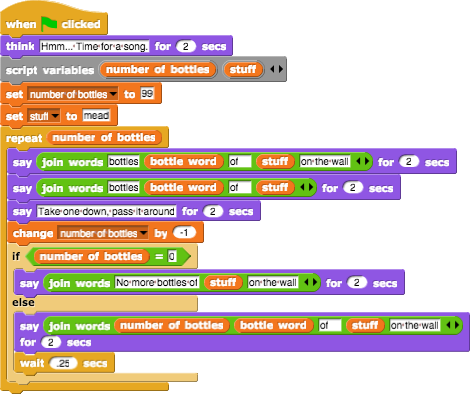 when clicked
think Hmm...·Time·for·a·song. for 2 secs
script variables number of bottles stuff
set number of bottles to 99
set stuff to mead
repeat number of bottles
say join words bottles bottle word of stuff on·the·wall for 2 secs
say join words bottles bottle word of stuff for 2 secs
say Take·one·down,·pass·it·around for 2 secs
change number of bottles by -1
if number of bottles = 0
say join words No·more·bottles·of stuff on·the·wall for 2 secs
else
say join words number of bottles bottle word of stuff on·the·wall
for 2 secs
wait .25 secs